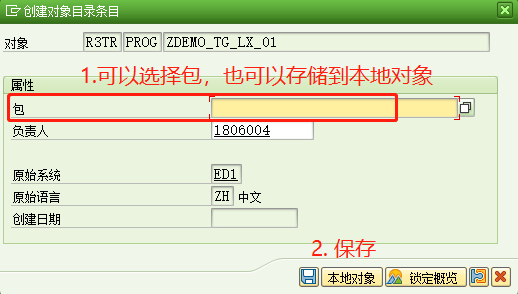 创建对象目录条目
对象 R3TR PROG ZDEMO_TG_LX_01
1.可以选择包，也可以存储到本地对象
属性
包
负责人 1806004
原始系统 ED1
原始语言 ZH 中文
创建日期
2. 保存
本地对象 锁定概览